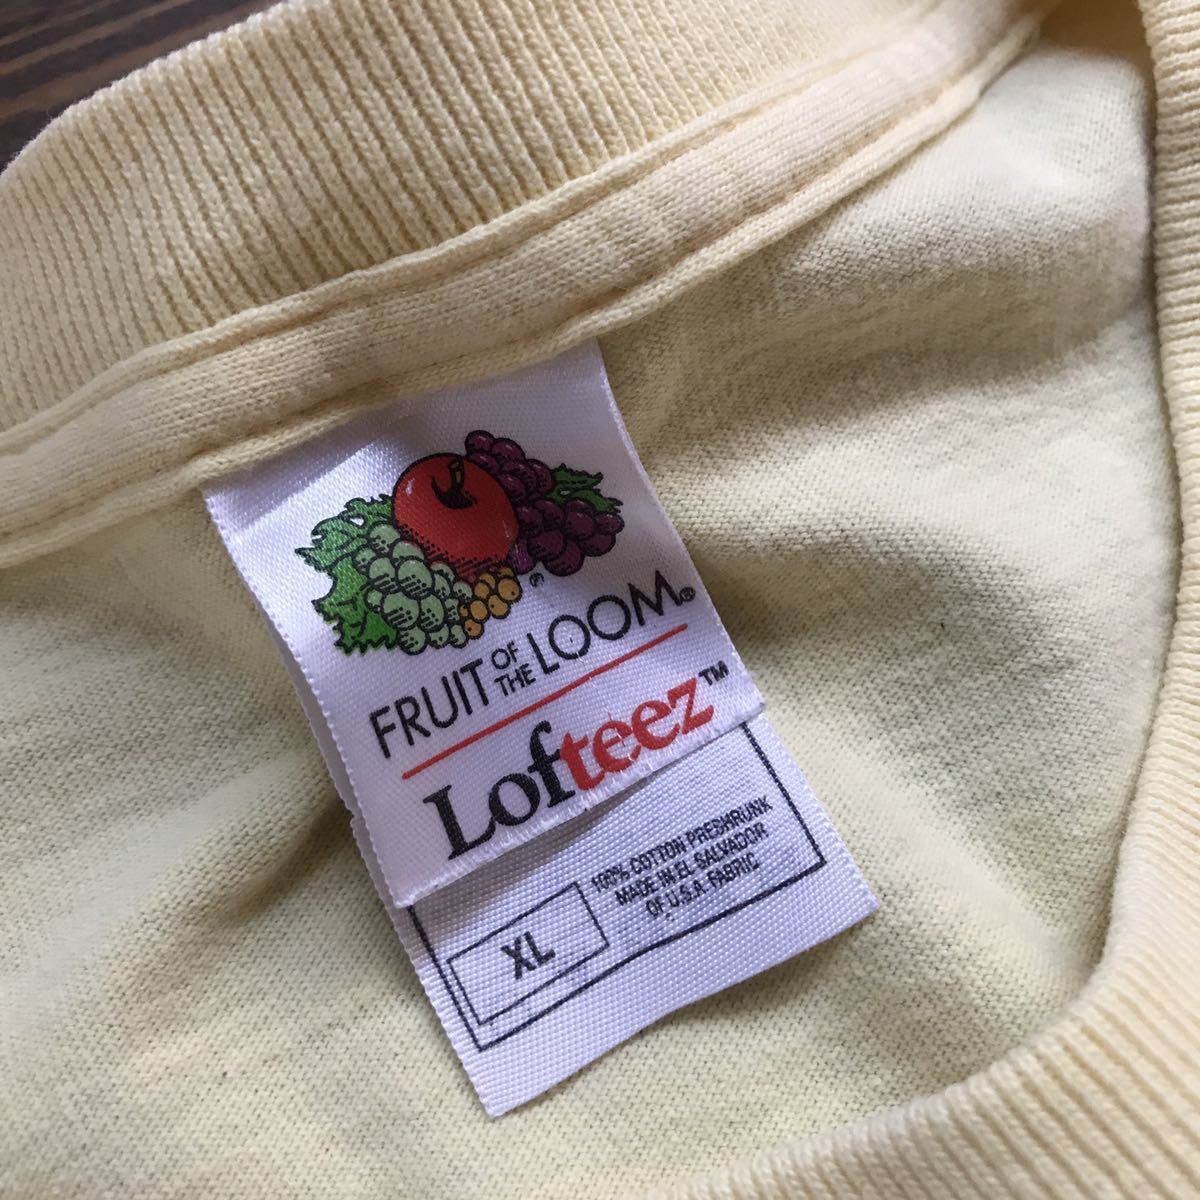 ®
FRUIT OF THE LOOM®
Lofteez™
XL
100% COTTON PRESHRUNK
MADE IN EL SALVADOR
OF U.S.A FABRIC